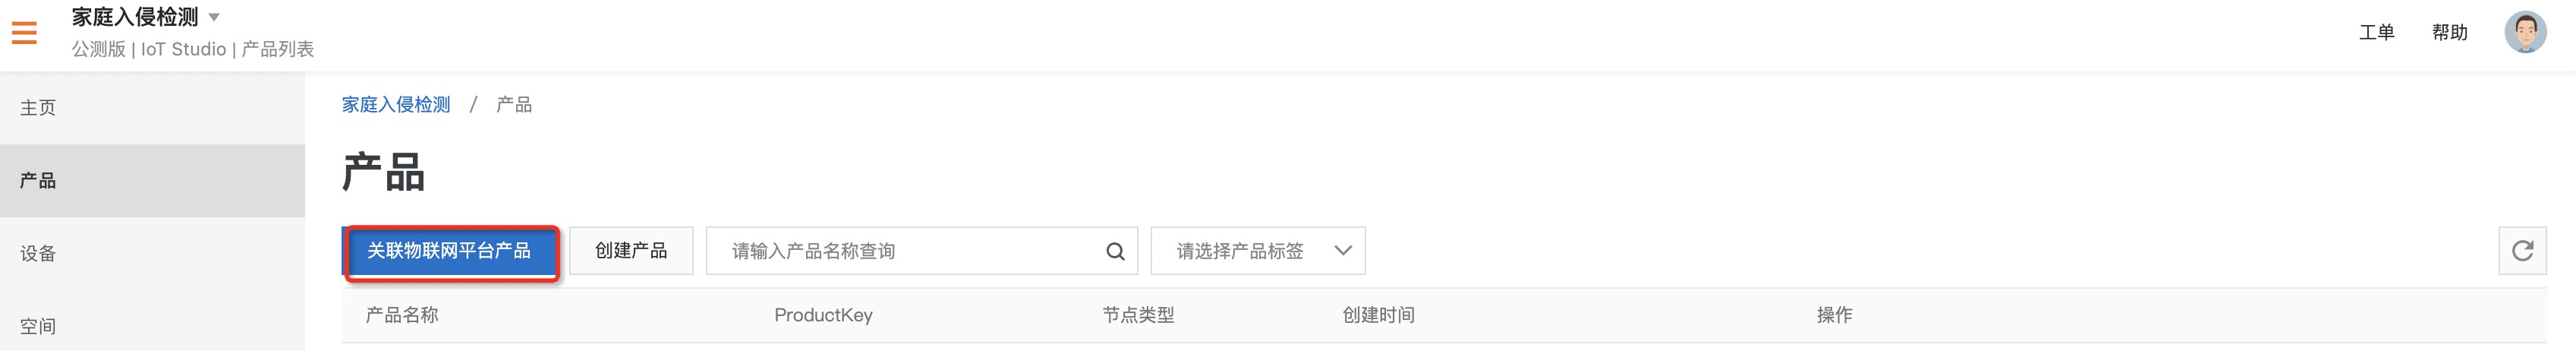 家庭入侵检测
公测版 | IoT Studio | 产品列表
工单 帮助
主页
产品
设备
空间
家庭入侵检测 / 产品
产品
关联物联网平台产品 创建产品 请输入产品名称查询 请选择产品标签
产品名称 ProductKey 节点类型 创建时间 操作